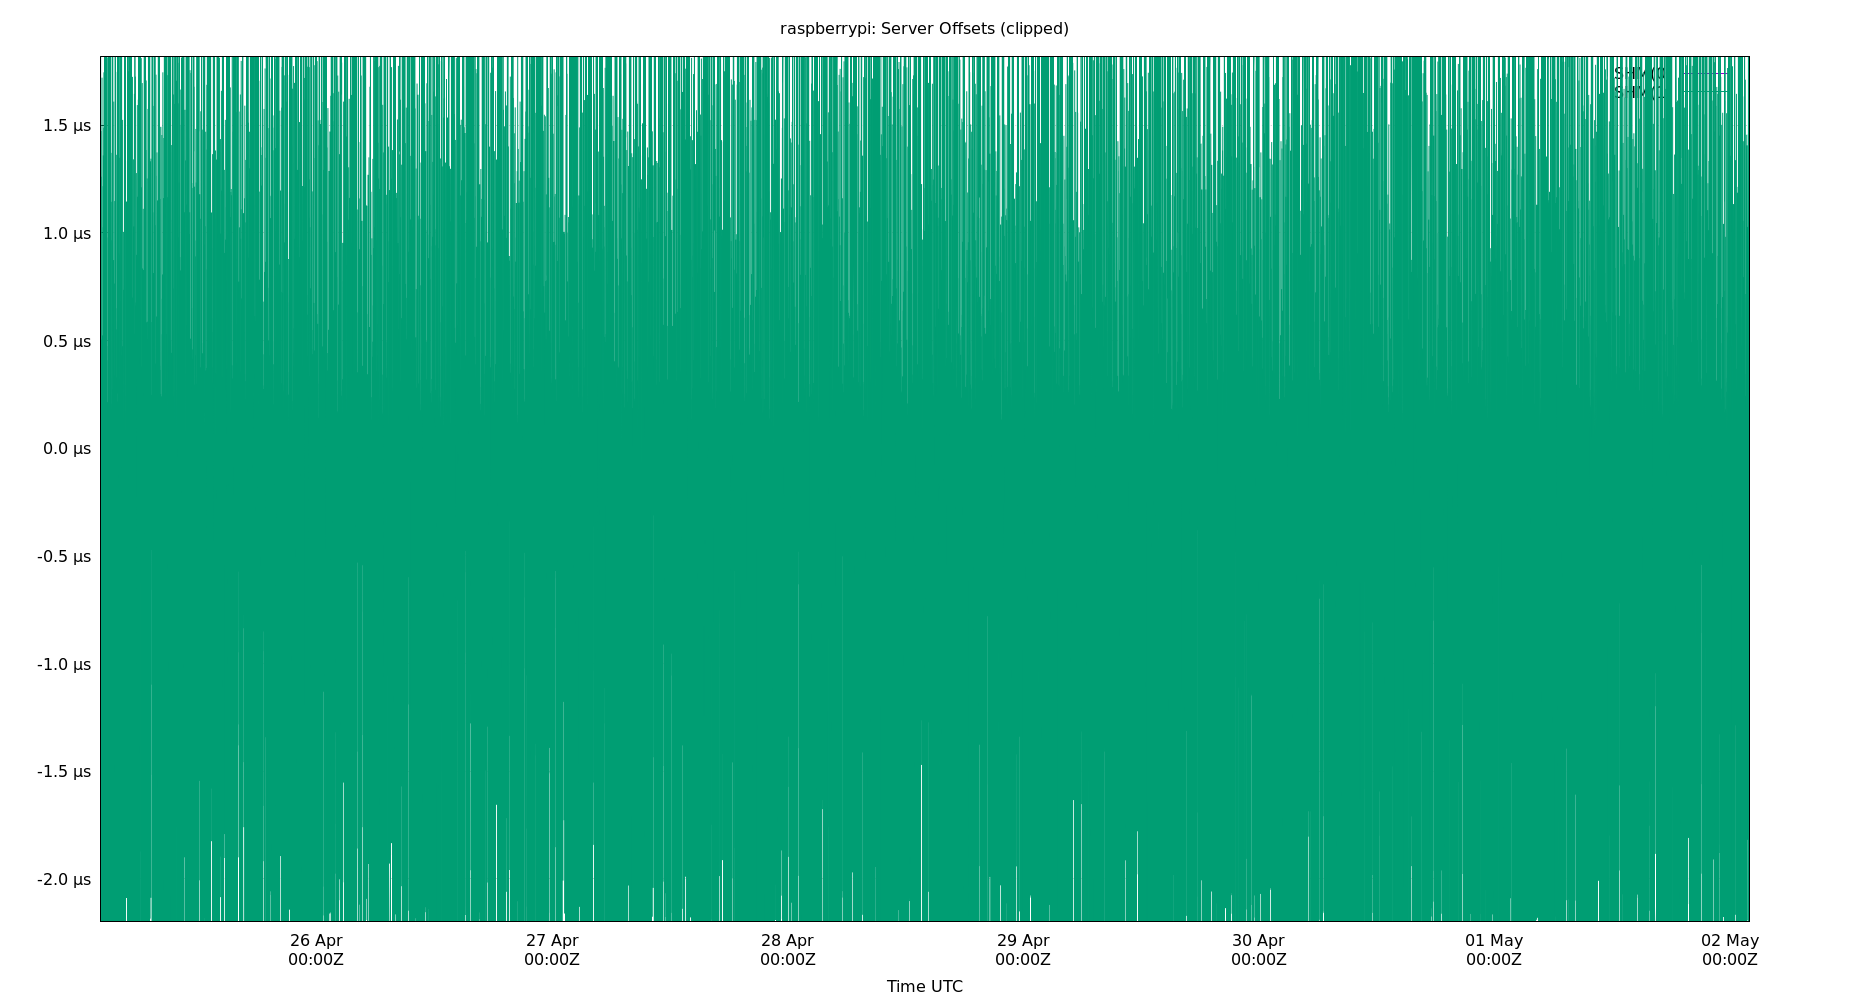 raspberrypi: Server Offsets (clipped)
1.5 µs
1.0 µs
0.5 µs
0.0 µs
-0.5 µs
-1.0 µs
-1.5 µs
-2.0 µs
26 Apr
00:00Z
27 Apr
00:00Z
28 Apr
00:00Z
29 Apr
00:00Z
30 Apr
00:00Z
01 May
00:00Z
02 May
00:00Z
Time UTC